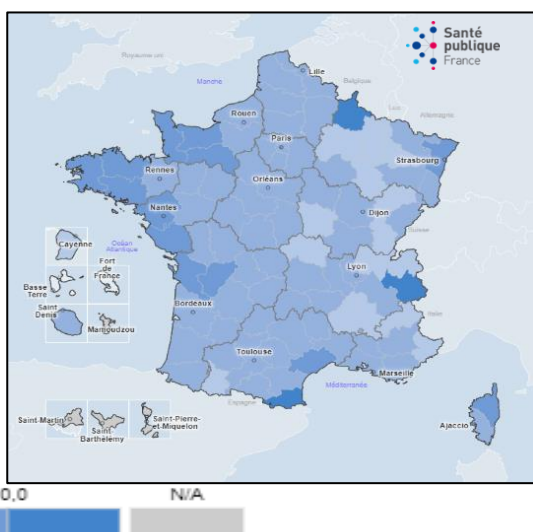 Santé
publique
France
Royaume-uni
Lille
Manche
Belgique
Lux
Allemagne
Rouen
Paris
Strasbourg
Rennes
Orléans
Nantes
Dijon
Suisse
Cayenne
Océan
Atlantique
Fort
de
France
Basse
Terre
Lyon
Saint
Denis
Mamoudzou
Bordeaux
Italie
Toulouse
Marseille
Espagne
Méditerranée
Saint-Martin
Saint-
Barthélémy
Saint-Pierre-
et-Miquelon
Ajaccio
0,0 N/A